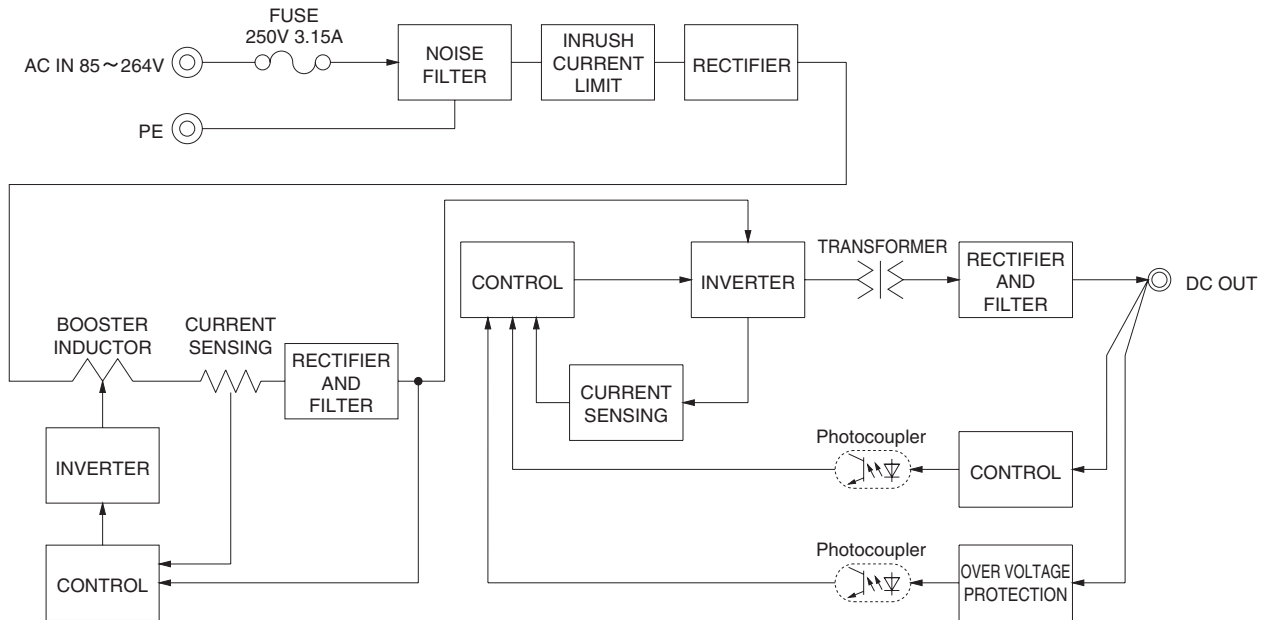 FUSE
250V 3.15A
AC IN 85～264V
NOISE
FILTER
INRUSH
CURRENT
LIMIT
RECTIFIER
PE
TRANSFORMER
CONTROL
INVERTER
RECTIFIER
AND
FILTER
DC OUT
BOOSTER
INDUCTOR
CURRENT
SENSING
RECTIFIER
AND
FILTER
CURRENT
SENSING
Photocoupler
INVERTER
CONTROL
Photocoupler
CONTROL
OVER VOLTAGE
PROTECTION